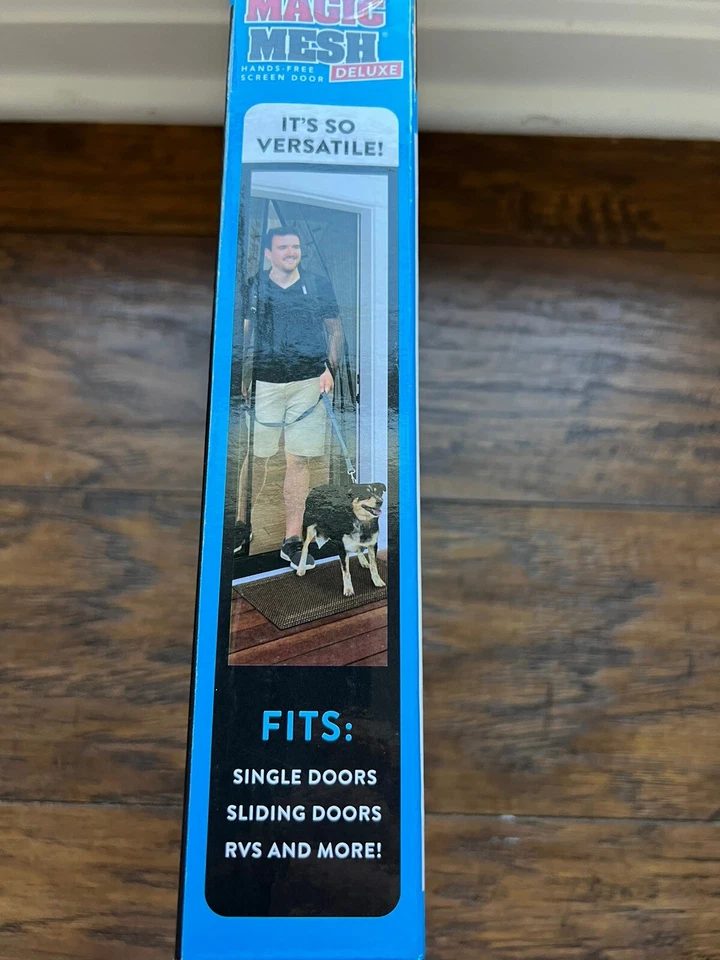 MAGIC
MESH®
HANDS-FREE
SCREEN DOOR DELUXE
IT'S SO
VERSATILE!
FITS:
SINGLE DOORS
SLIDING DOORS
RVS AND MORE!